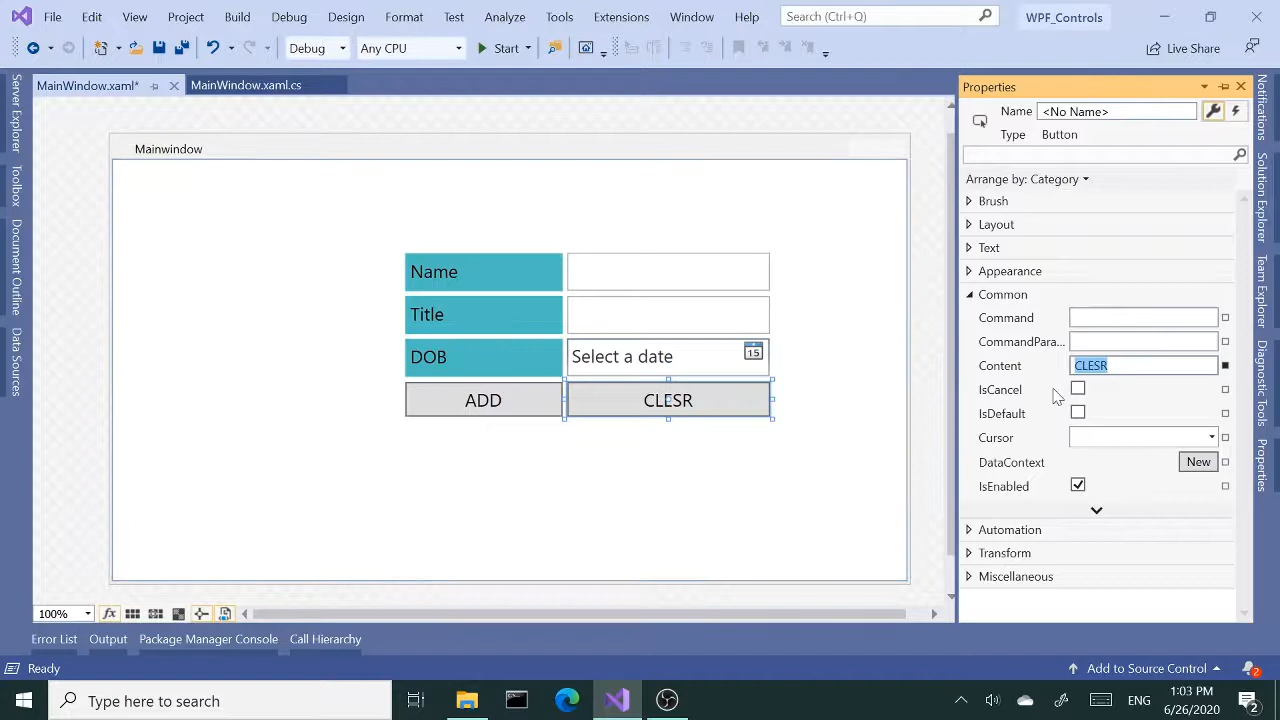 File Edit View Git Project Build Debug Design Format Test Analyze Tools Extensions Window Help Search (Ctrl+Q) WPF_Controls
Debug Any CPU Start Live Share
MainWindow.xaml* MainWindow.xaml.cs
Server Explorer
Toolbox
Document Outline
Data Sources
Mainwindow
Name
Title
DOB Select a date 15
ADD CLESR
Properties
Name <No Name>
Type Button
Arrange by: Category
Brush
Layout
Text
Appearance
Common
Command
CommandPara...
Content CLESR
IsCancel
IsDefault
Cursor
DataContext New
IsEnabled
Automation
Transform
Miscellaneous
Notifications
Solution Explorer
Team Explorer
Diagnostic Tools
Properties
100% fx
Error List Output Package Manager Console Call Hierarchy
Ready Add to Source Control 2
Type here to search ENG 1:03 PM
6/26/2020 2